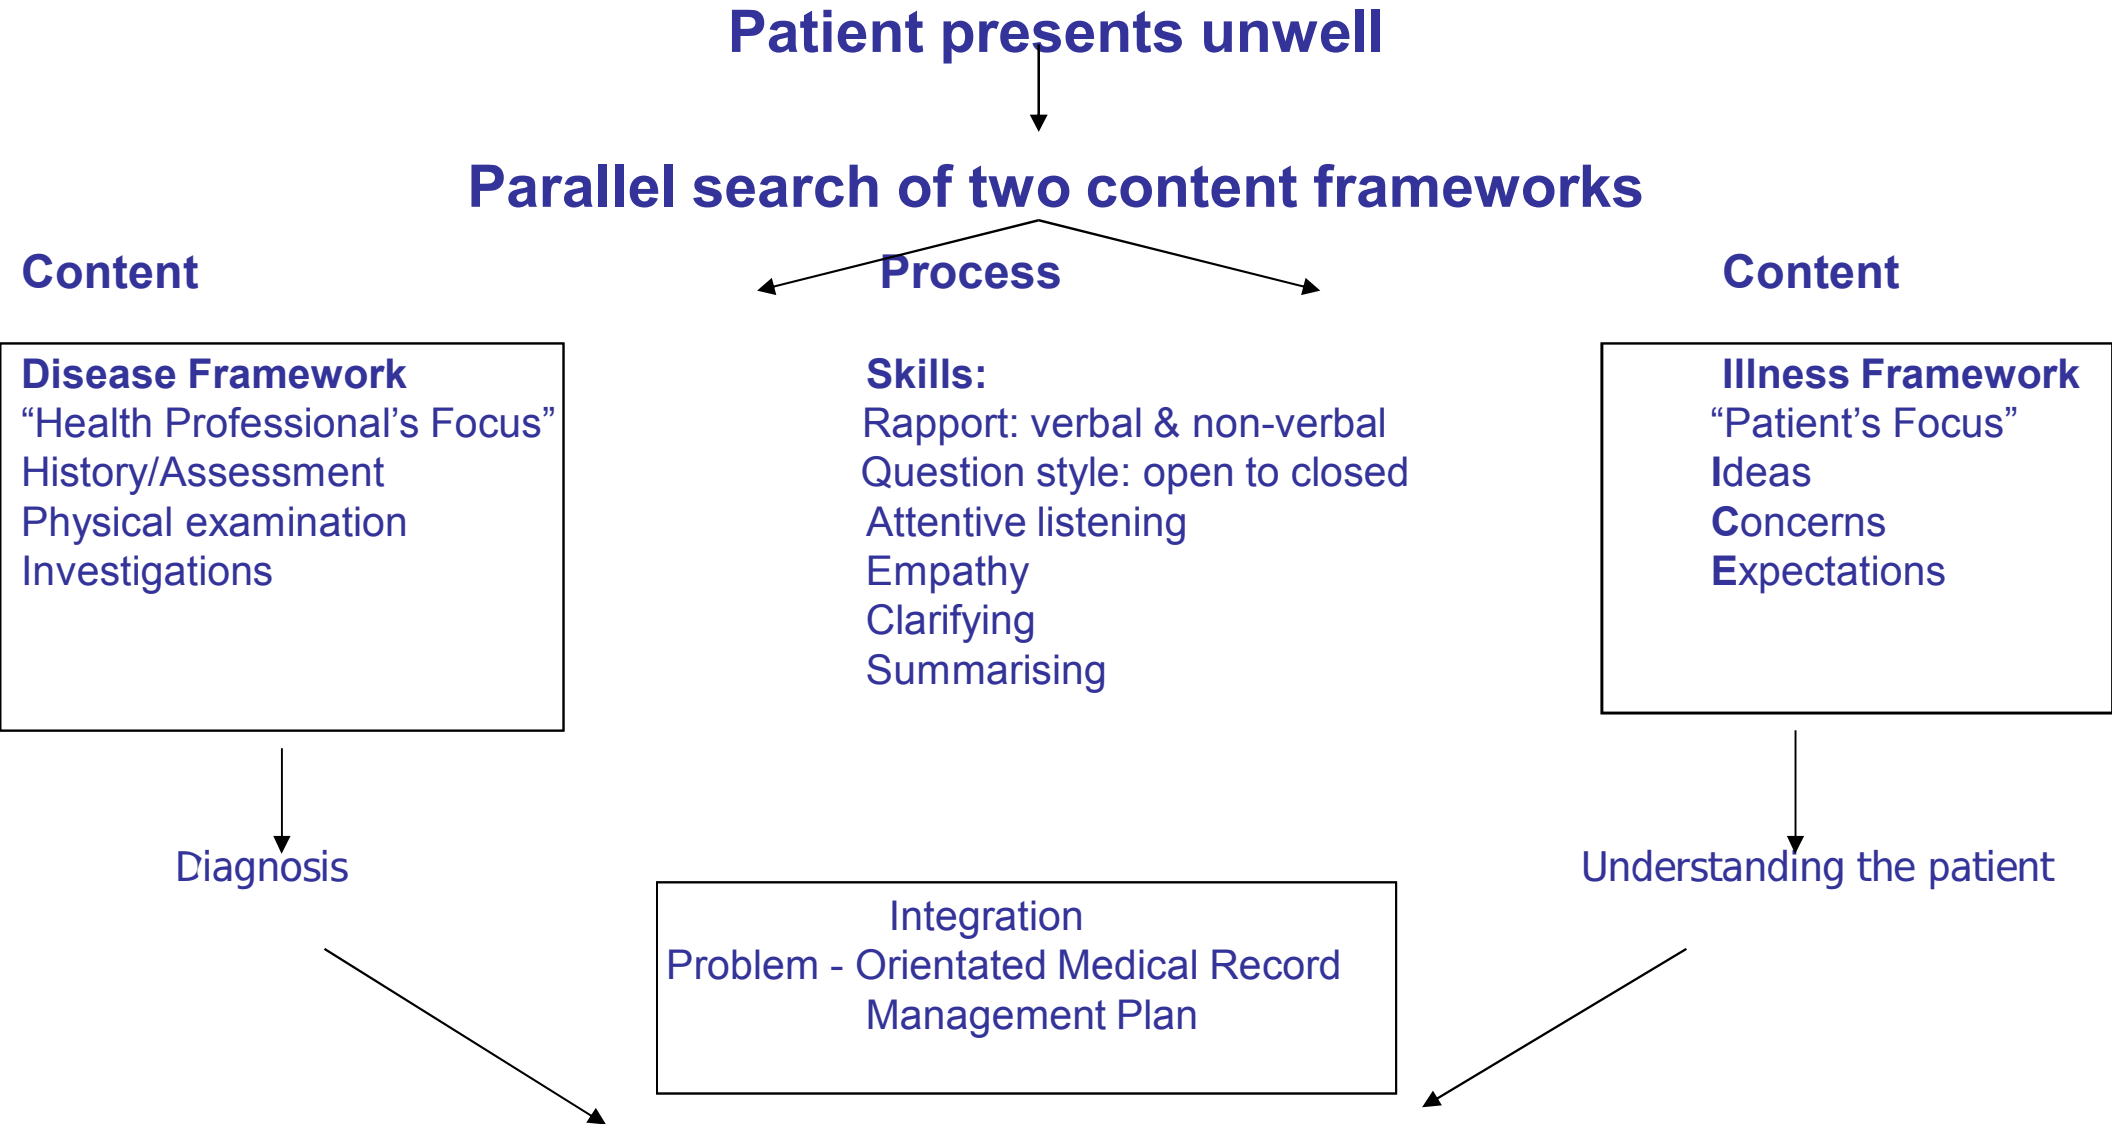 Patient presents unwell
Parallel search of two content frameworks
Content
Process
Content
Disease Framework
“Health Professional’s Focus”
History/Assessment
Physical examination
Investigations
Skills:
Rapport: verbal & non-verbal
Question style: open to closed
Attentive listening
Empathy
Clarifying
Summarising
Illness Framework
“Patient’s Focus”
Ideas
Concerns
Expectations
Diagnosis
Understanding the patient
Integration
Problem - Orientated Medical Record
Management Plan